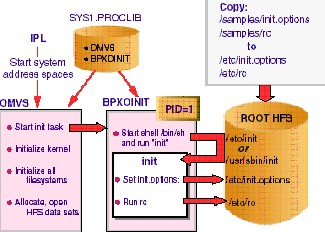 SYS1.PROCLIB
IPL
Start system
address spaces
OMVS
BPXOINIT
Copy:
/samples/init.options
/samples/rc
to
/etc/init.options
/etc/rc
OMVS
BPXOINIT
PID=1
ROOT HFS
Start init task
Initialize kernel
Initialize all
filesystems
Allocate, open
HFS data sets
Start shell /bin/sh
and run "init"
init
Set init.options:
Run rc
/etc/init
or
/usr/sbin/init
/etc/init.options
/etc/rc